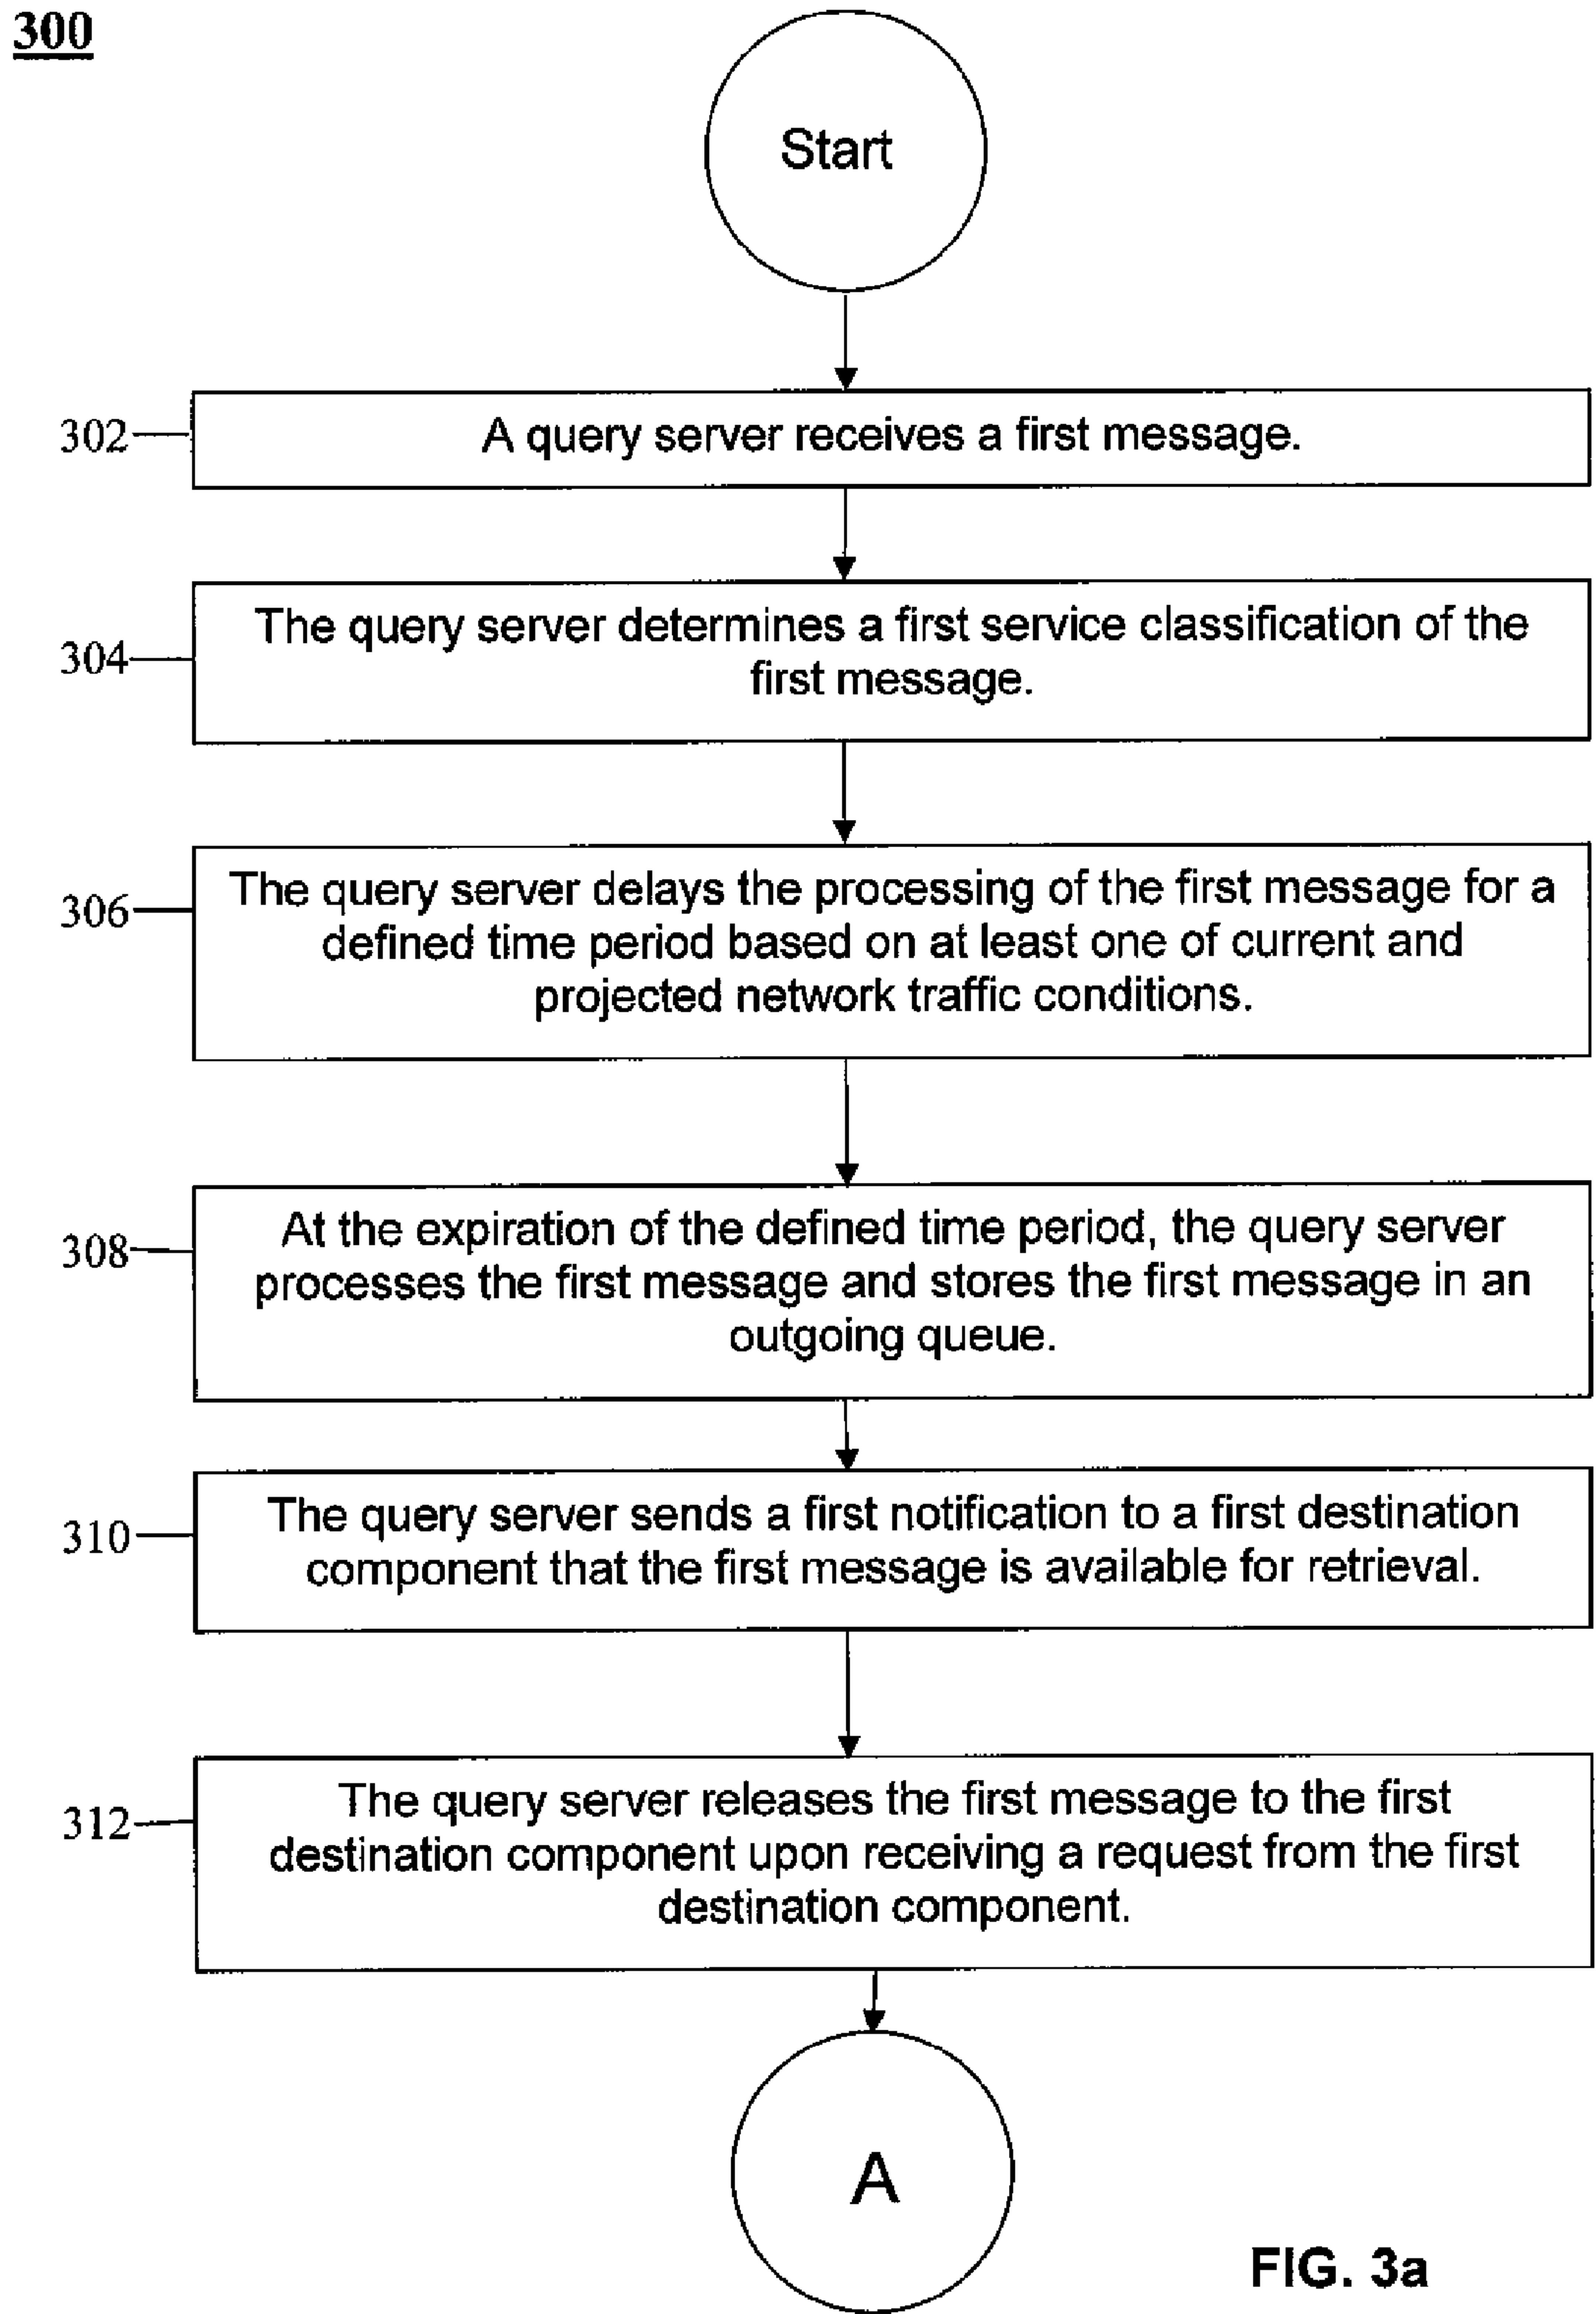 300
Start
302
A query server receives a first message.
304
The query server determines a first service classification of the
first message.
306
The query server delays the processing of the first message for a
defined time period based on at least one of current and
projected network traffic conditions.
308
At the expiration of the defined time period, the query server
processes the first message and stores the first message in an
outgoing queue.
310
The query server sends a first notification to a first destination
component that the first message is available for retrieval.
312
The query server releases the first message to the first
destination component upon receiving a request from the first
destination component.
A
FIG. 3a